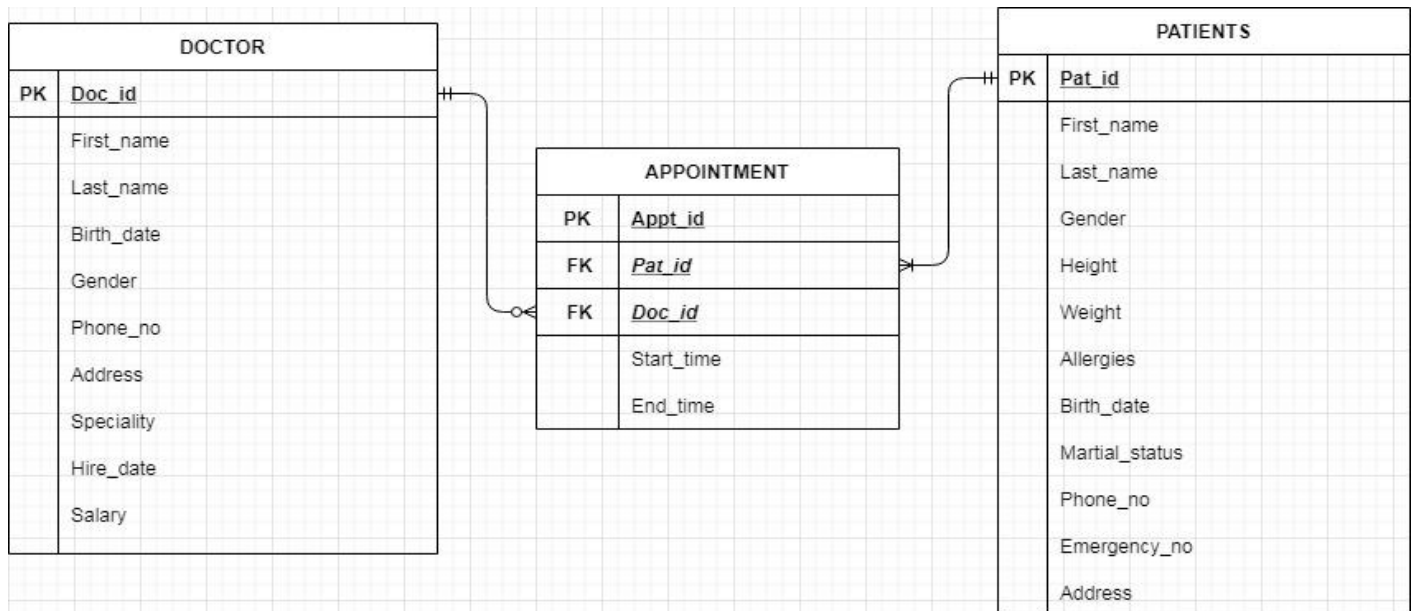 DOCTOR
PK Doc_id
First_name
Last_name
Birth_date
Gender
Phone_no
Address
Speciality
Hire_date
Salary
APPOINTMENT
PK Appt_id
FK Pat_id
FK Doc_id
Start_time
End_time
PATIENTS
PK Pat_id
First_name
Last_name
Gender
Height
Weight
Allergies
Birth_date
Martial_status
Phone_no
Emergency_no
Address